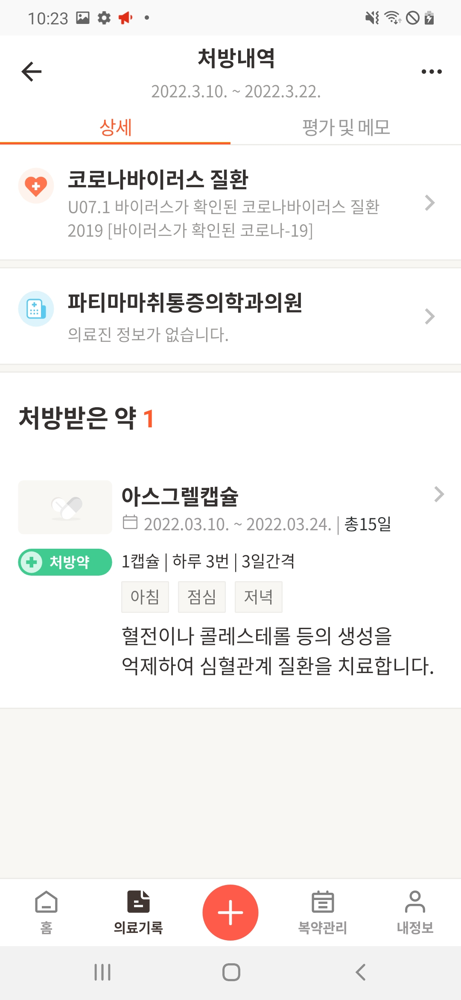 10:23
처방내역
2022.3.10. ~ 2022.3.22.
상세
평가 및 메모
코로나바이러스 질환
U07.1 바이러스가 확인된 코로나바이러스 질환
2019 [바이러스가 확인된 코로나-19]
파티마마취통증의학과의원
의료진 정보가 없습니다.
처방받은 약 1
아스그렐캡슐
2022.03.10. ~ 2022.03.24. | 총15일
처방약
1캡슐 | 하루 3번 | 3일간격
아침 점심 저녁
혈전이나 콜레스테롤 등의 생성을
억제하여 심혈관계 질환을 치료합니다.
홈
의료기록
복약관리
내정보